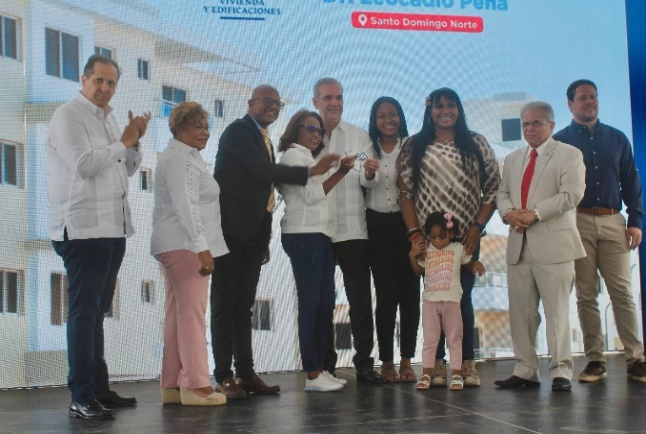 VIVIENDA
Y EDIFICACIONES
Dr. Leocadio Peña
Santo Domingo Norte